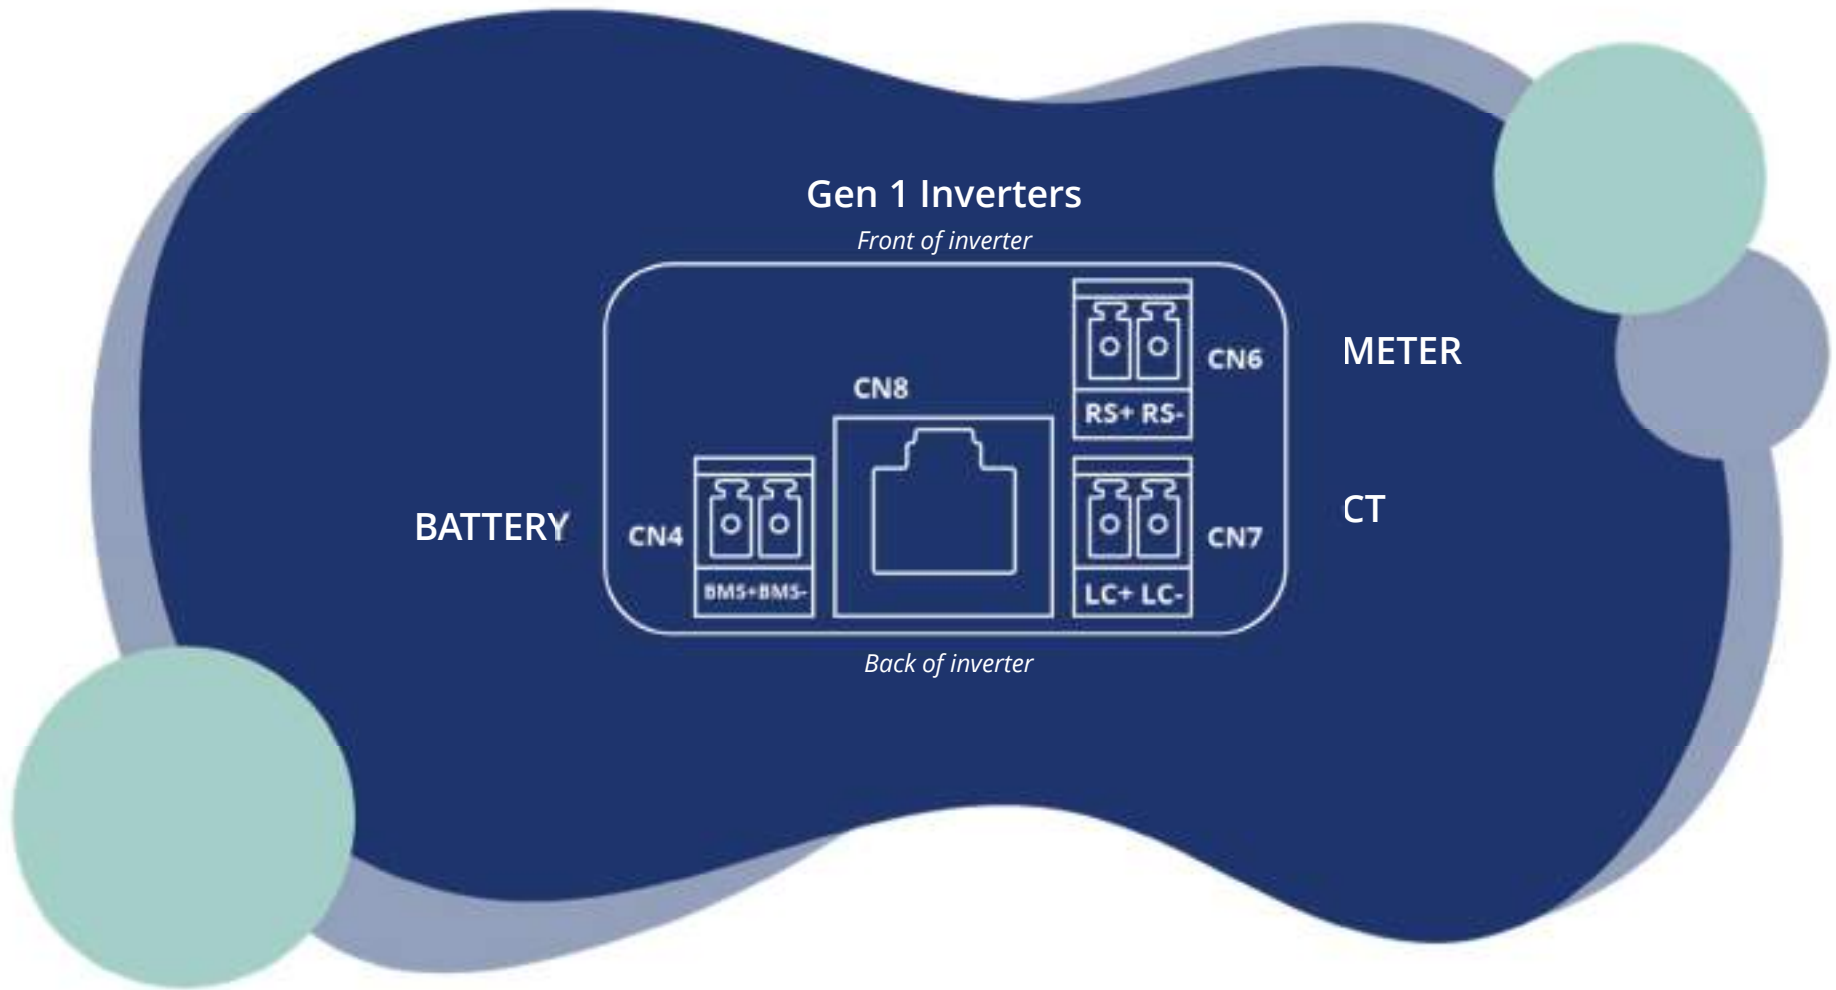 Gen 1 Inverters
Front of inverter
CN6
METER
CN8
RS+ RS-
BATTERY
CN4
CN7
CT
BMS+BMS-
LC+ LC-
Back of inverter